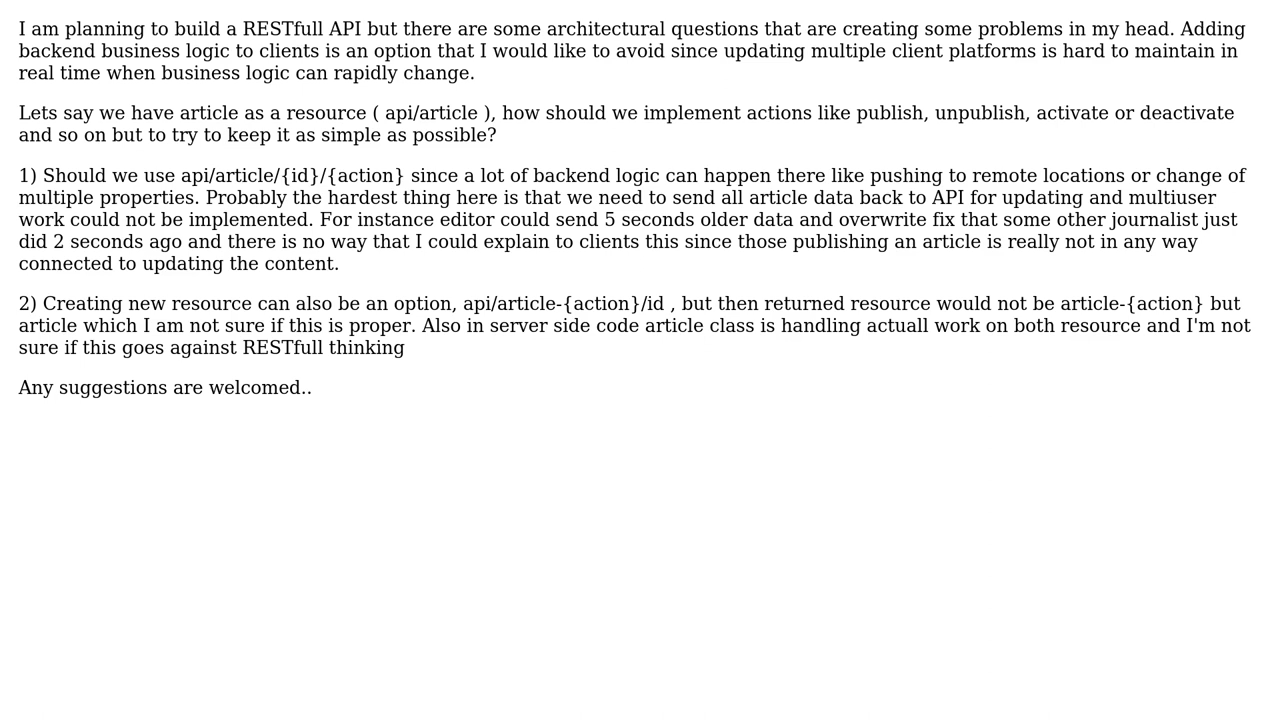 I am planning to build a RESTfull API but there are some architectural questions that are creating some problems in my head. Adding
backend business logic to clients is an option that I would like to avoid since updating multiple client platforms is hard to maintain in
real time when business logic can rapidly change.
Lets say we have article as a resource ( api/article ), how should we implement actions like publish, unpublish, activate or deactivate
and so on but to try to keep it as simple as possible?
1) Should we use api/article/{id}/{action} since a lot of backend logic can happen there like pushing to remote locations or change of
multiple properties. Probably the hardest thing here is that we need to send all article data back to API for updating and multiuser
work could not be implemented. For instance editor could send 5 seconds older data and overwrite fix that some other journalist just
did 2 seconds ago and there is no way that I could explain to clients this since those publishing an article is really not in any way
connected to updating the content.
2) Creating new resource can also be an option, api/article-{action}/id , but then returned resource would not be article-{action} but
article which I am not sure if this is proper. Also in server side code article class is handling actuall work on both resource and I'm not
sure if this goes against RESTfull thinking
Any suggestions are welcomed..